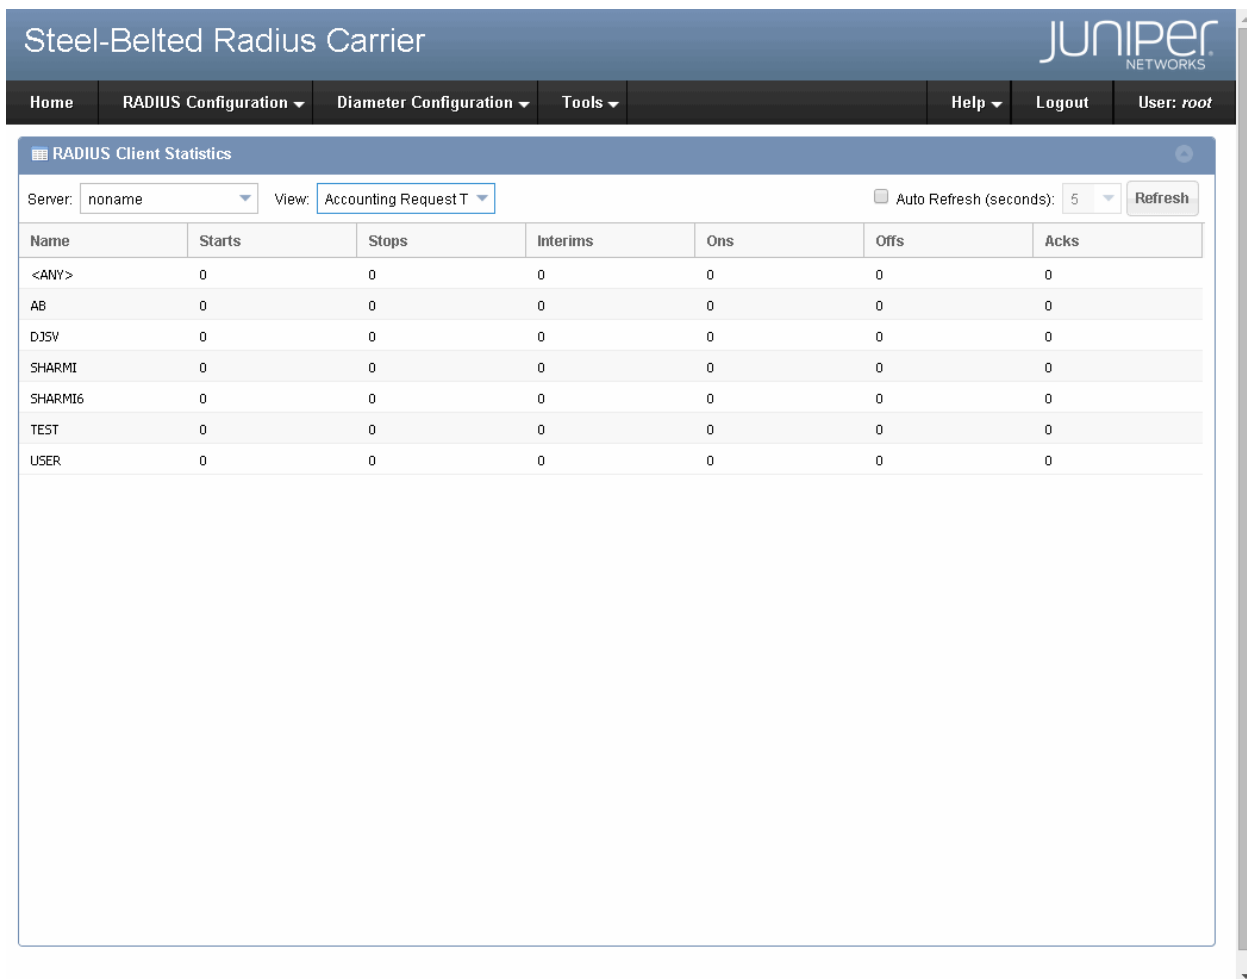 Steel-Belted Radius Carrier
JUNIPER
NETWORKS
Home RADIUS Configuration Diameter Configuration Tools Help Logout User: root
RADIUS Client Statistics
Server: noname View: Accounting Request T Auto Refresh (seconds): 5 Refresh
Name Starts Stops Interims Ons Offs Acks
<ANY> 0 0 0 0 0 0
AB 0 0 0 0 0 0
DJSV 0 0 0 0 0 0
SHARMI 0 0 0 0 0 0
SHARMI6 0 0 0 0 0 0
TEST 0 0 0 0 0 0
USER 0 0 0 0 0 0